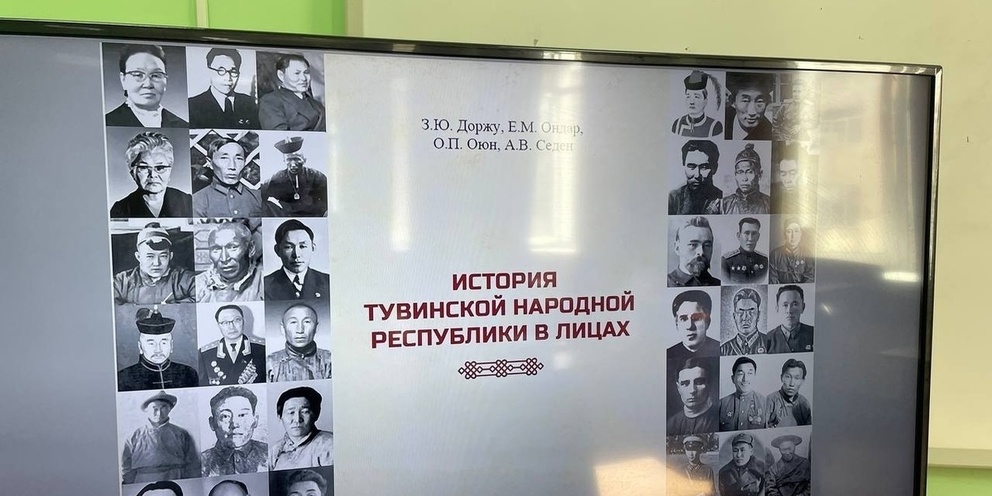 З.Ю. Доржу, Е.М. Ондар,
О.П. Оюн, А.В. Седен
ИСТОРИЯ
ТУВИНСКОЙ НАРОДНОЙ
РЕСПУБЛИКИ В ЛИЦАХ